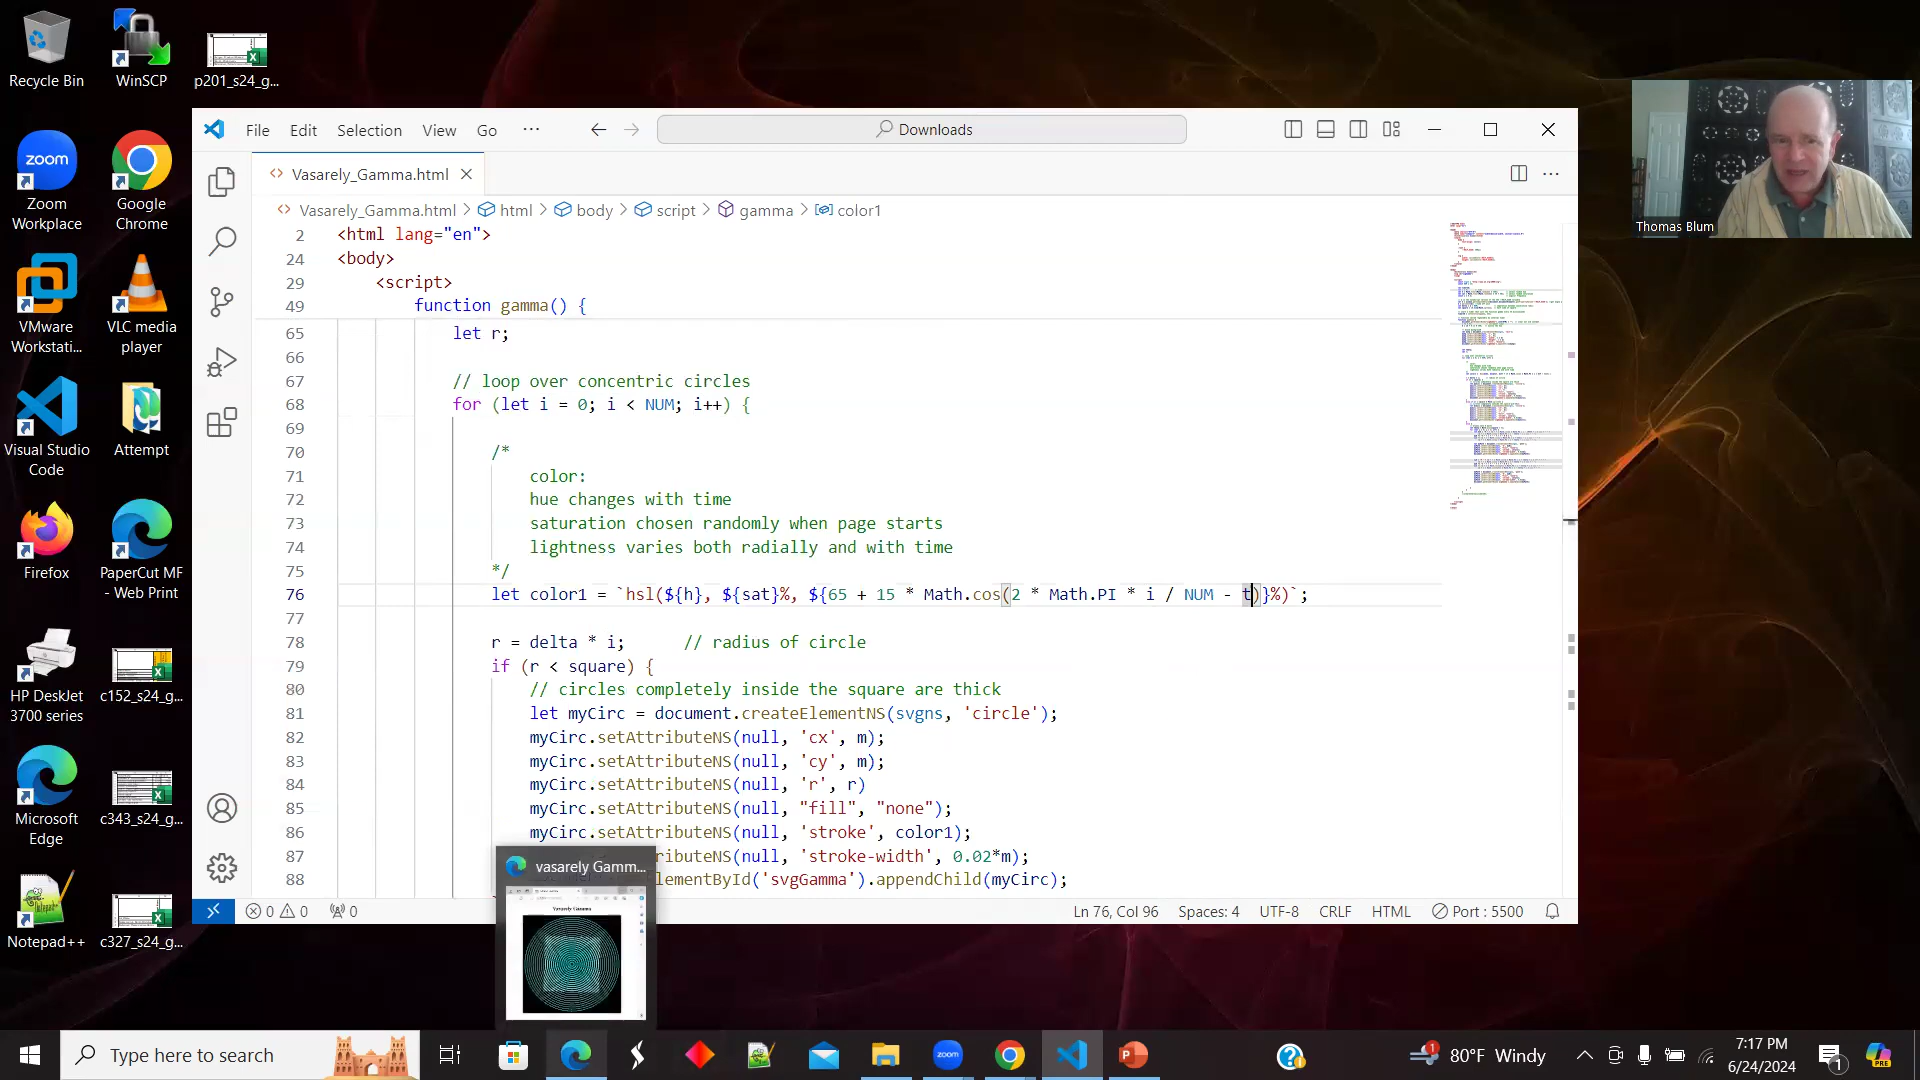 Recycle Bin
WinSCP
p201_s24_g...
Zoom Workplace
Google Chrome
VMware Workstati...
VLC media player
Visual Studio Code
Attempt
Firefox
PaperCut MF - Web Print
HP DeskJet 3700 series
c152_s24_g...
Microsoft Edge
c343_s24_g...
Notepad++
c327_s24_g...
File Edit Selection View Go ···
Downloads
Vasarely_Gamma.html
Vasarely_Gamma.html > html > body > script > gamma > color1
2 <html lang="en">
24 <body>
29 <script>
49 function gamma() {
65 let r;
66
67 // loop over concentric circles
68 for (let i = 0; i < NUM; i++) {
69
70 /*
71 color:
72 hue changes with time
73 saturation chosen randomly when page starts
74 lightness varies both radially and with time
75 */
76 let color1 = `hsl(${h}, ${sat}%, ${65 + 15 * Math.cos(2 * Math.PI * i / NUM - t)}%)`;
77
78 r = delta * i; // radius of circle
79 if (r < square) {
80 // circles completely inside the square are thick
81 let myCirc = document.createElementNS(svgns, 'circle');
82 myCirc.setAttributeNS(null, 'cx', m);
83 myCirc.setAttributeNS(null, 'cy', m);
84 myCirc.setAttributeNS(null, 'r', r)
85 myCirc.setAttributeNS(null, "fill", "none");
86 myCirc.setAttributeNS(null, 'stroke', color1);
87 ributeNS(null, 'stroke-width', 0.02*m);
88 ElementById('svgGamma').appendChild(myCirc);
vasarely Gamm...
Vasarely Gamma
0 0 0
Ln 76, Col 96 Spaces: 4 UTF-8 CRLF HTML Port : 5500
Thomas Blum
Type here to search
zoom
80°F Windy
7:17 PM
6/24/2024
1